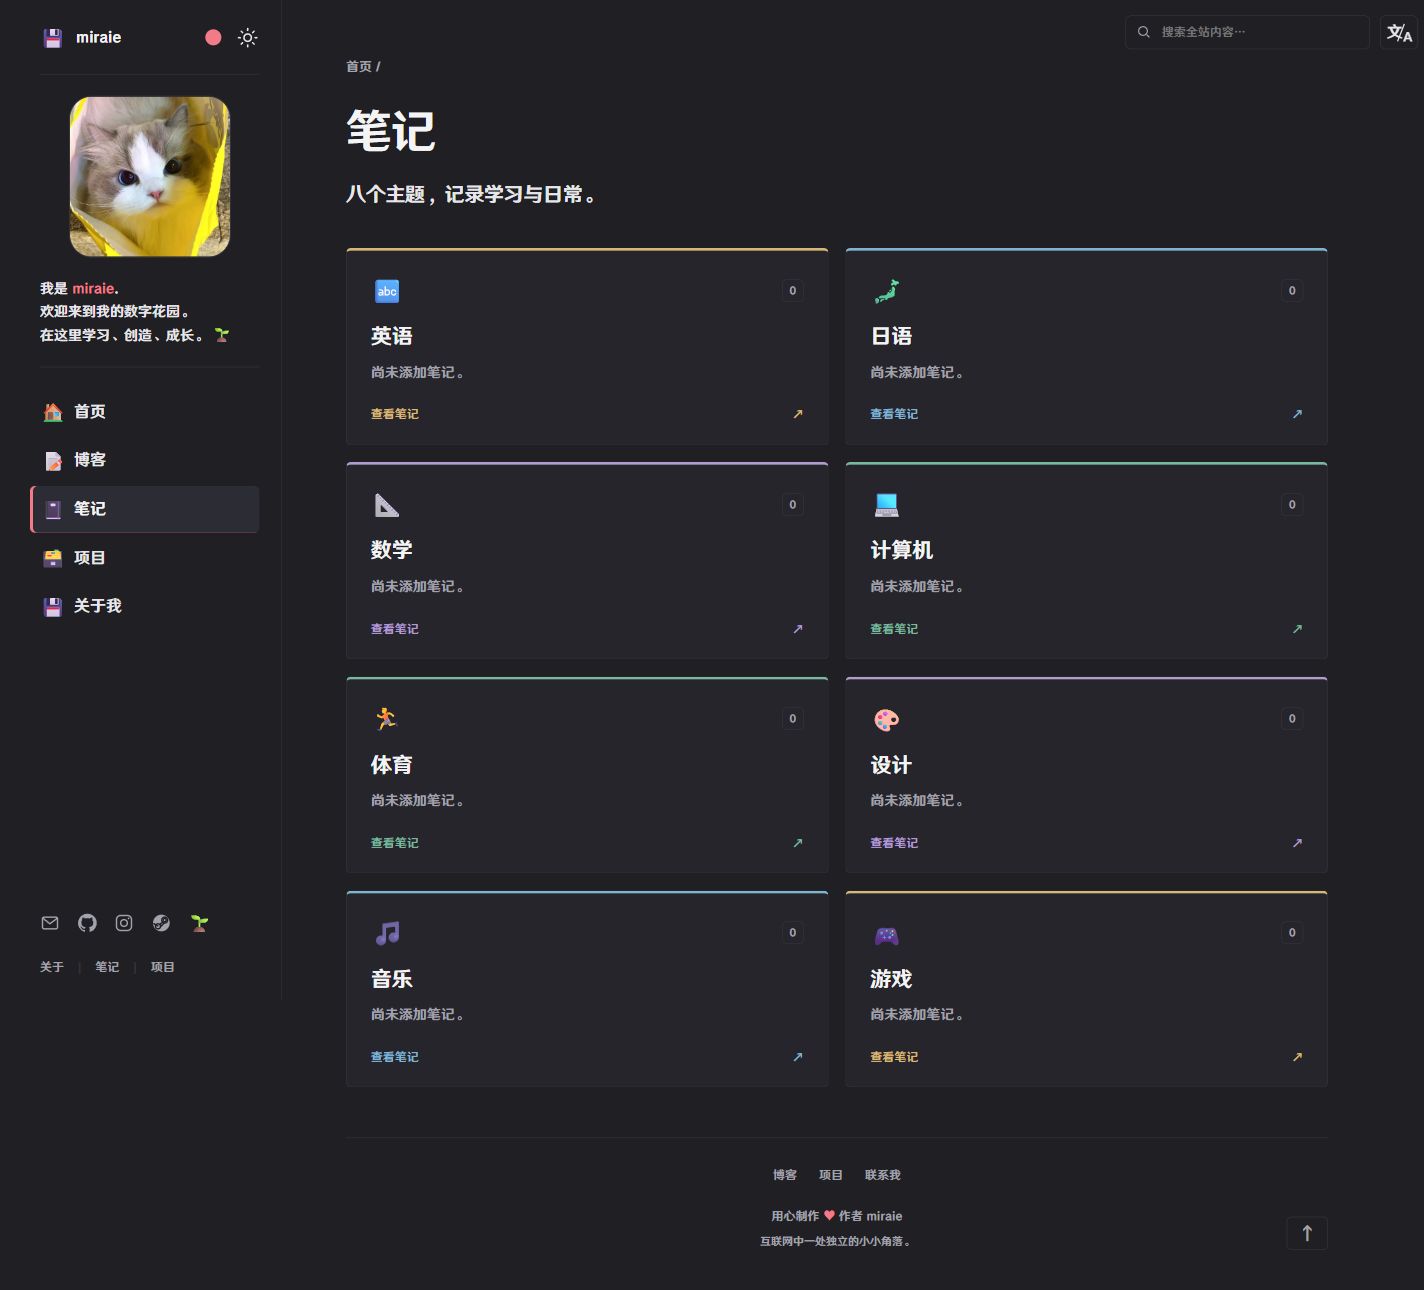 miraie
搜索全站内容…
文A
首页 /
笔记
八个主题，记录学习与日常。
我是 miraie.
欢迎来到我的数字花园。
在这里学习、创造、成长。
首页
博客
笔记
项目
关于我
关于 | 笔记 | 项目
abc 0
英语
尚未添加笔记。
查看笔记 ↗
0
日语
尚未添加笔记。
查看笔记 ↗
0
数学
尚未添加笔记。
查看笔记 ↗
0
计算机
尚未添加笔记。
查看笔记 ↗
0
体育
尚未添加笔记。
查看笔记 ↗
0
设计
尚未添加笔记。
查看笔记 ↗
0
音乐
尚未添加笔记。
查看笔记 ↗
0
游戏
尚未添加笔记。
查看笔记 ↗
博客 项目 联系我
用心制作 ♥ 作者 miraie
互联网中一处独立的小小角落。
↑